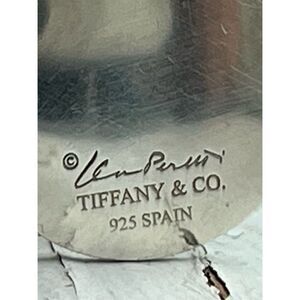 © Elsa Peretti
TIFFANY & CO.
925 SPAIN